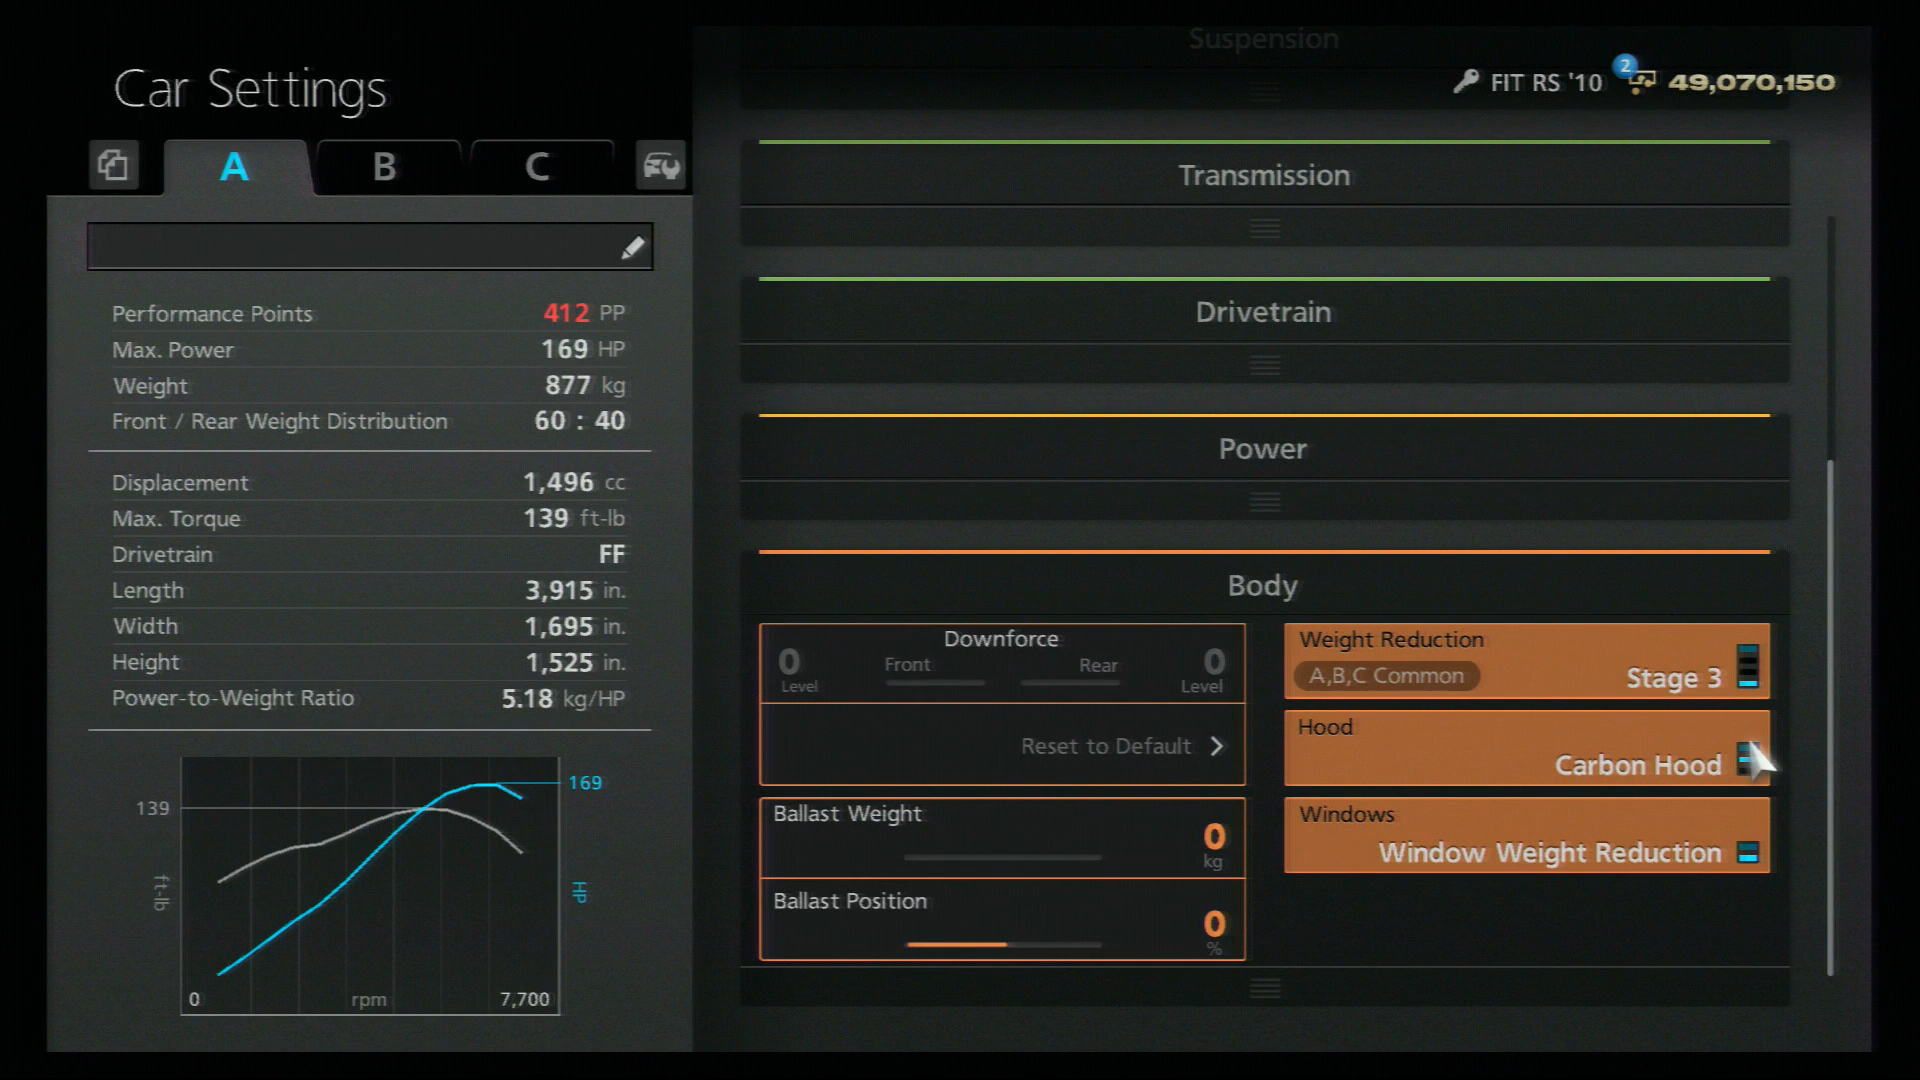 Suspension
Car Settings
FIT RS '10
2
49,070,150
A
B
C
Performance Points 412 PP
Max. Power 169 HP
Weight 877 kg
Front / Rear Weight Distribution 60 : 40
Displacement 1,496 cc
Max. Torque 139 ft-lb
Drivetrain FF
Length 3,915 in.
Width 1,695 in.
Height 1,525 in.
Power-to-Weight Ratio 5.18 kg/HP
139
169
ft-lb
HP
0 rpm 7,700
Transmission
Drivetrain
Power
Body
Downforce
0 Front Rear 0
Level Level
Reset to Default
Ballast Weight
0
kg
Ballast Position
0
%
Weight Reduction
A,B,C Common Stage 3
Hood
Carbon Hood
Windows
Window Weight Reduction